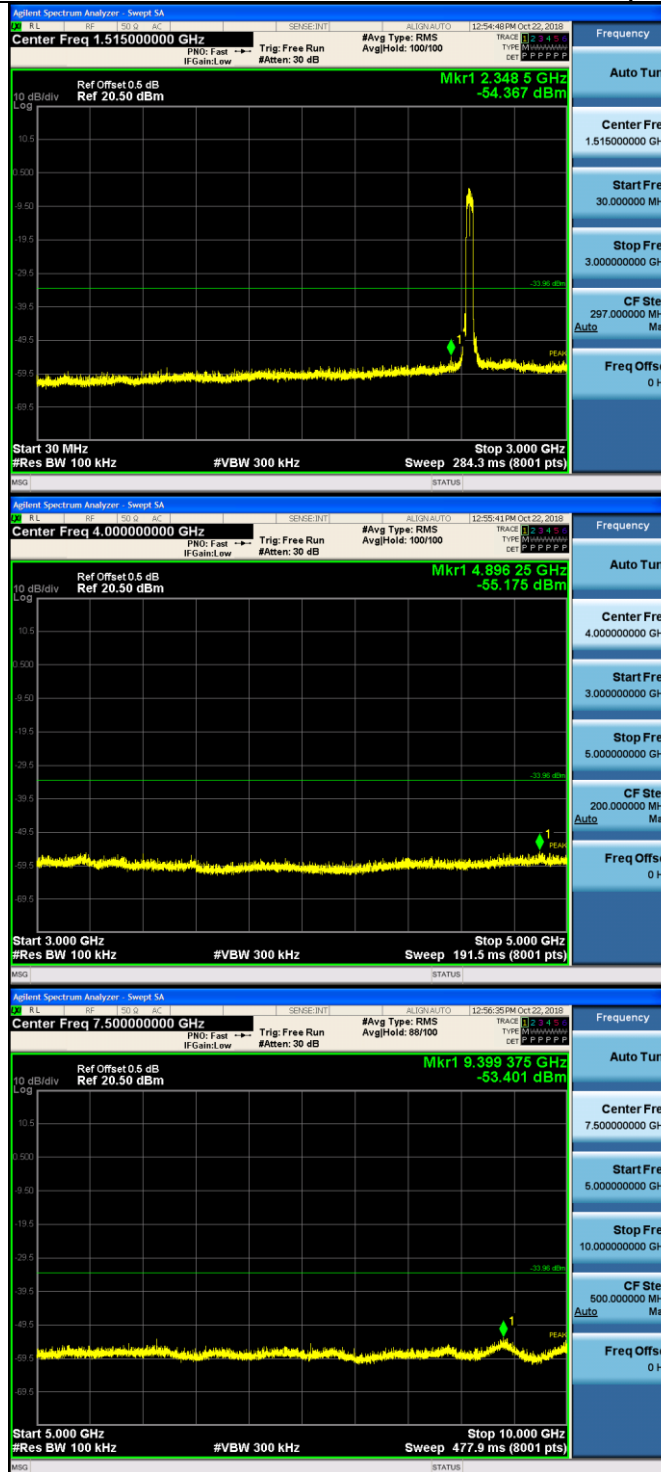 Agilent Spectrum Analyzer - Swept SA
RL RF 50 Ω AC SENSE:INT ALIGN AUTO 12:54:48 PM Oct 22, 2018
Center Freq 1.515000000 GHz #Avg Type: RMS TRACE 1 2 3 4 5 6
PNO: Fast Trig: Free Run Avg|Hold: 100/100 TYPE M
IFGain:Low #Atten: 30 dB DET P P P P P P
Frequency
Auto Tun
Mkr1 2.348 5 GHz
Ref Offset 0.5 dB
-54.367 dBm
10 dB/div Ref 20.50 dBm
Log
Center Fre
1.515000000 GH
10.5
0.500
Start Fre
30.000000 MH
-9.50
-19.5
Stop Fre
3.000000000 GH
-29.5
-33.96 dBm
-39.5
CF Ste
297.000000 MH
Auto Ma
-49.5
1
PEAK
-59.5
Freq Offs
0 H
-69.5
Start 30 MHz Stop 3.000 GHz
#Res BW 100 kHz #VBW 300 kHz Sweep 284.3 ms (8001 pts)
MSG STATUS
Agilent Spectrum Analyzer - Swept SA
RL RF 50 Ω AC SENSE:INT ALIGN AUTO 12:55:41 PM Oct 22, 2018
Center Freq 4.000000000 GHz #Avg Type: RMS TRACE 1 2 3 4 5 6
PNO: Fast Trig: Free Run Avg|Hold: 100/100 TYPE M
IFGain:Low #Atten: 30 dB DET P P P P P P
Frequency
Auto Tun
Mkr1 4.896 25 GHz
Ref Offset 0.5 dB
-55.175 dBm
10 dB/div Ref 20.50 dBm
Log
Center Fre
4.000000000 GH
10.5
0.500
Start Fre
3.000000000 GH
-9.50
-19.5
Stop Fre
5.000000000 GH
-29.5
-33.96 dBm
-39.5
CF Ste
200.000000 MH
Auto Ma
-49.5
1
PEAK
-59.5
Freq Offs
0 H
-69.5
Start 3.000 GHz Stop 5.000 GHz
#Res BW 100 kHz #VBW 300 kHz Sweep 191.5 ms (8001 pts)
MSG STATUS
Agilent Spectrum Analyzer - Swept SA
RL RF 50 Ω AC SENSE:INT ALIGN AUTO 12:56:35 PM Oct 22, 2018
Center Freq 7.500000000 GHz #Avg Type: RMS TRACE 1 2 3 4 5 6
PNO: Fast Trig: Free Run Avg|Hold: 88/100 TYPE M
IFGain:Low #Atten: 30 dB DET P P P P P P
Frequency
Auto Tun
Mkr1 9.399 375 GHz
Ref Offset 0.5 dB
-53.401 dBm
10 dB/div Ref 20.50 dBm
Log
Center Fre
7.500000000 GH
10.5
0.500
Start Fre
5.000000000 GH
-9.50
-19.5
Stop Fre
10.000000000 GH
-29.5
-33.96 dBm
-39.5
CF Ste
500.000000 MH
Auto Ma
-49.5
1
PEAK
-59.5
Freq Offs
0 H
-69.5
Start 5.000 GHz Stop 10.000 GHz
#Res BW 100 kHz #VBW 300 kHz Sweep 477.9 ms (8001 pts)
MSG STATUS